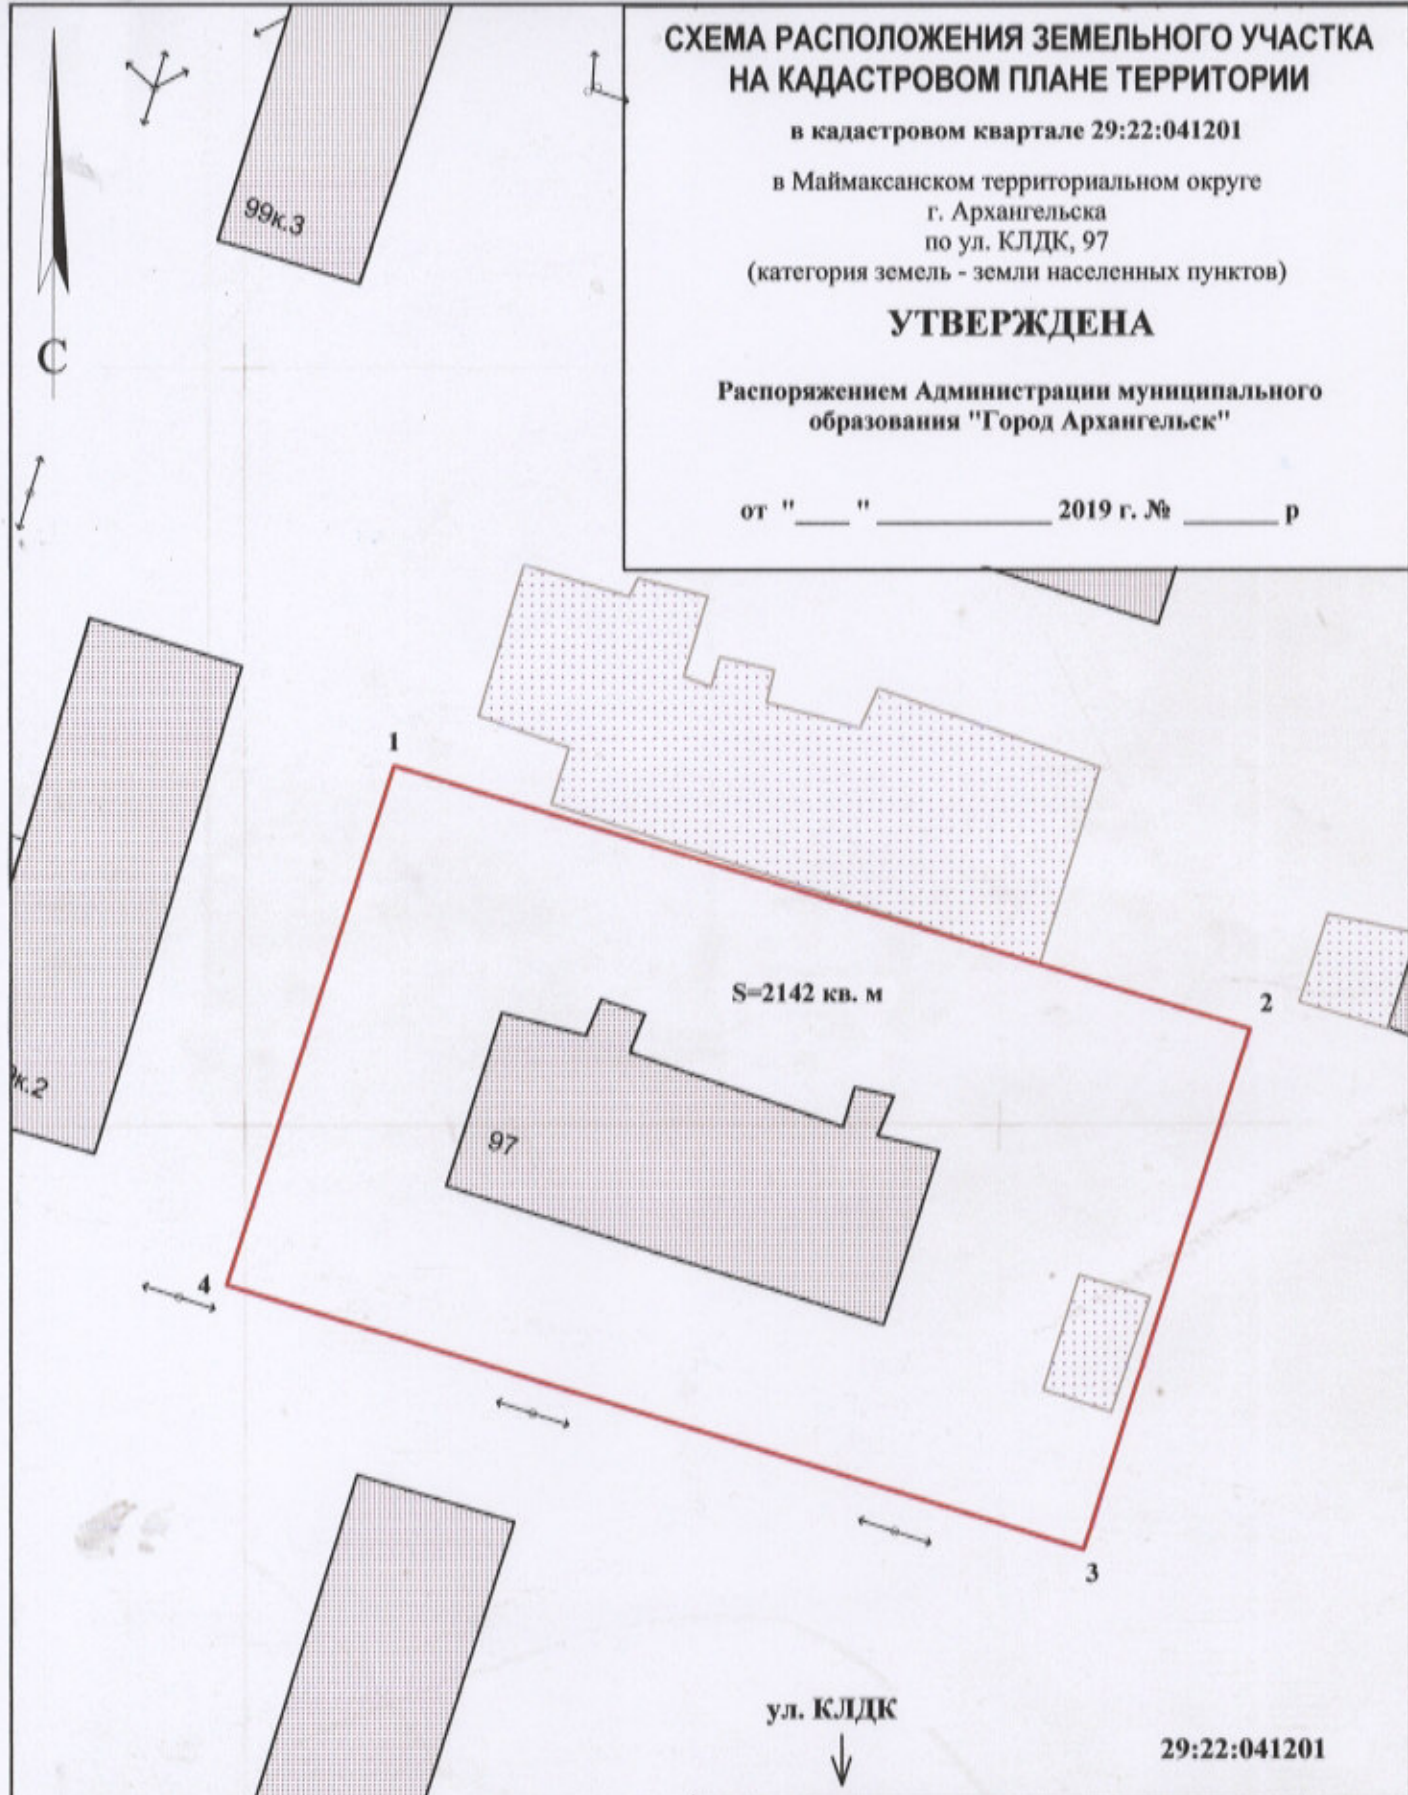 СХЕМА РАСПОЛОЖЕНИЯ ЗЕМЕЛЬНОГО УЧАСТКА
НА КАДАСТРОВОМ ПЛАНЕ ТЕРРИТОРИИ
в кадастровом квартале 29:22:041201
в Маймаксанском территориальном округе
г. Архангельска
по ул. КЛДК, 97
(категория земель - земли населенных пунктов)
УТВЕРЖДЕНА
Распоряжением Администрации муниципального
образования "Город Архангельск"
от "____ " _____________ 2019 г. № _______ р
99к.3
С
1
S=2142 кв. м
2
к.2
97
4
3
ул. КЛДК
29:22:041201